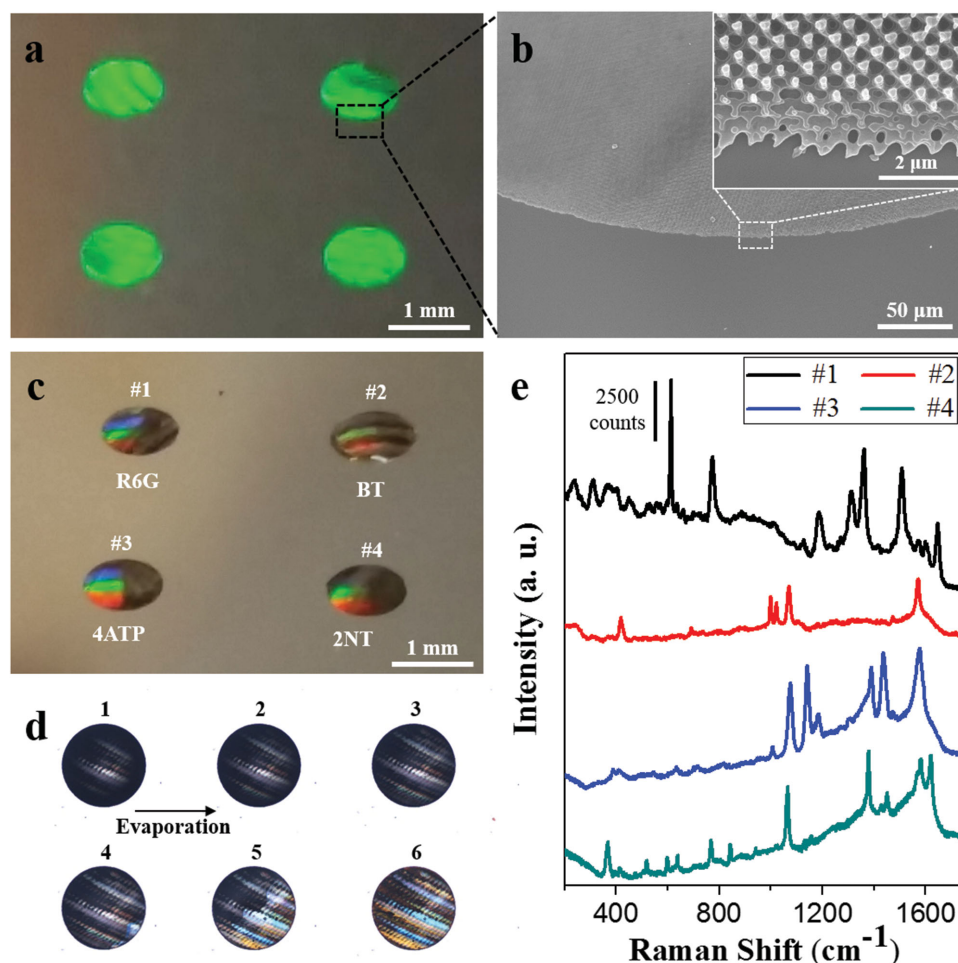 a
1 mm
b
2 μm
50 μm
c
#1
#2
R6G
BT
#3
#4
4ATP
2NT
1 mm
d
1
2
3
Evaporation
4
5
6
e
2500
counts
#1
#2
#3
#4
Intensity (a. u.)
400
800
1200
1600
Raman Shift (cm-1)